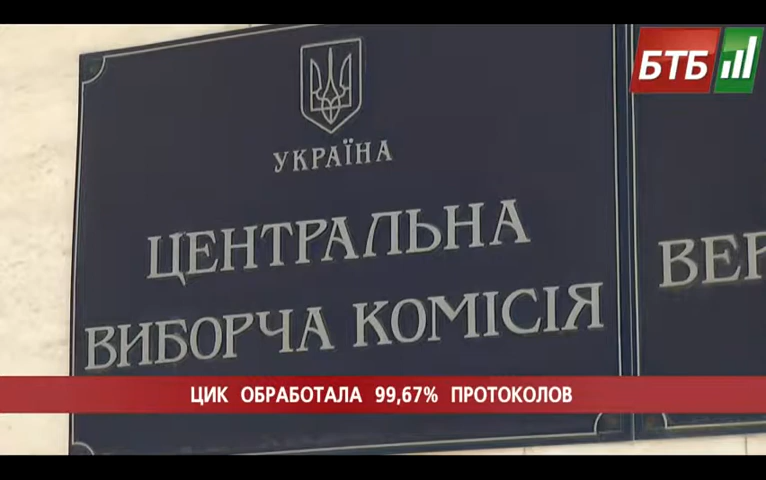 БТБ
УКРАЇНА
ЦЕНТРАЛЬНА
ВИБОРЧА КОМІСІЯ
ВЕР
ЦИК ОБРАБОТАЛА 99,67% ПРОТОКОЛОВ